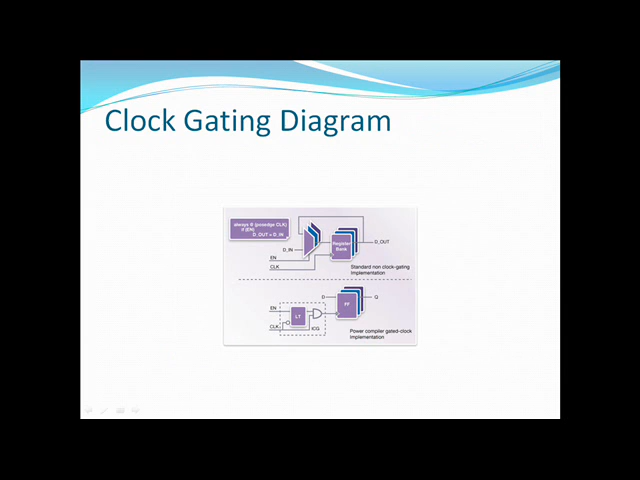 Clock Gating Diagram
always @ (posedge CLK)
if (EN)
D_OUT = D_IN
D_IN
EN
CLK
Register
Bank
D_OUT
Standard non clock-gating
Implementation
EN
CLK
LT
ICG
D
FF
Q
Power compiler gated-clock
Implementation